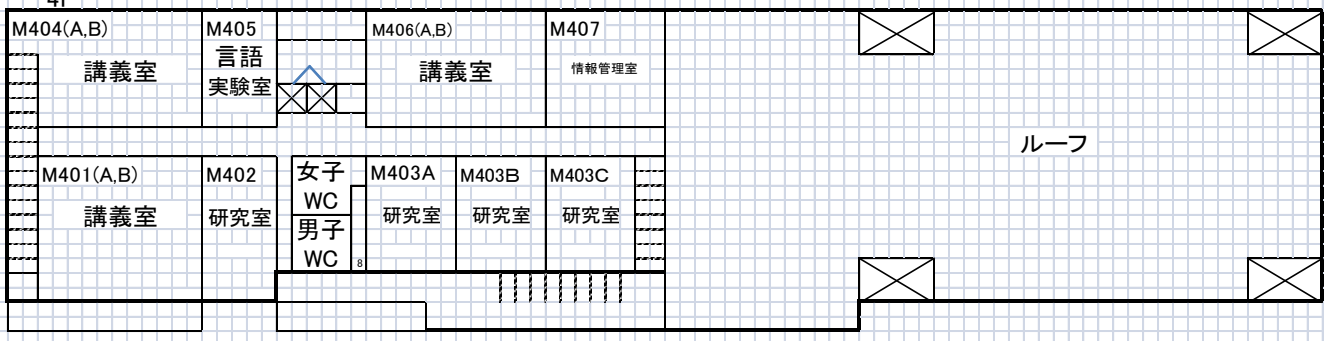 4F
M404(A,B)
講義室
M405
言語
実験室
M406(A,B)
講義室
M407
情報管理室
ルーフ
M401(A,B)
講義室
M402
研究室
女子
WC
男子
WC
8
M403A
研究室
M403B
研究室
M403C
研究室